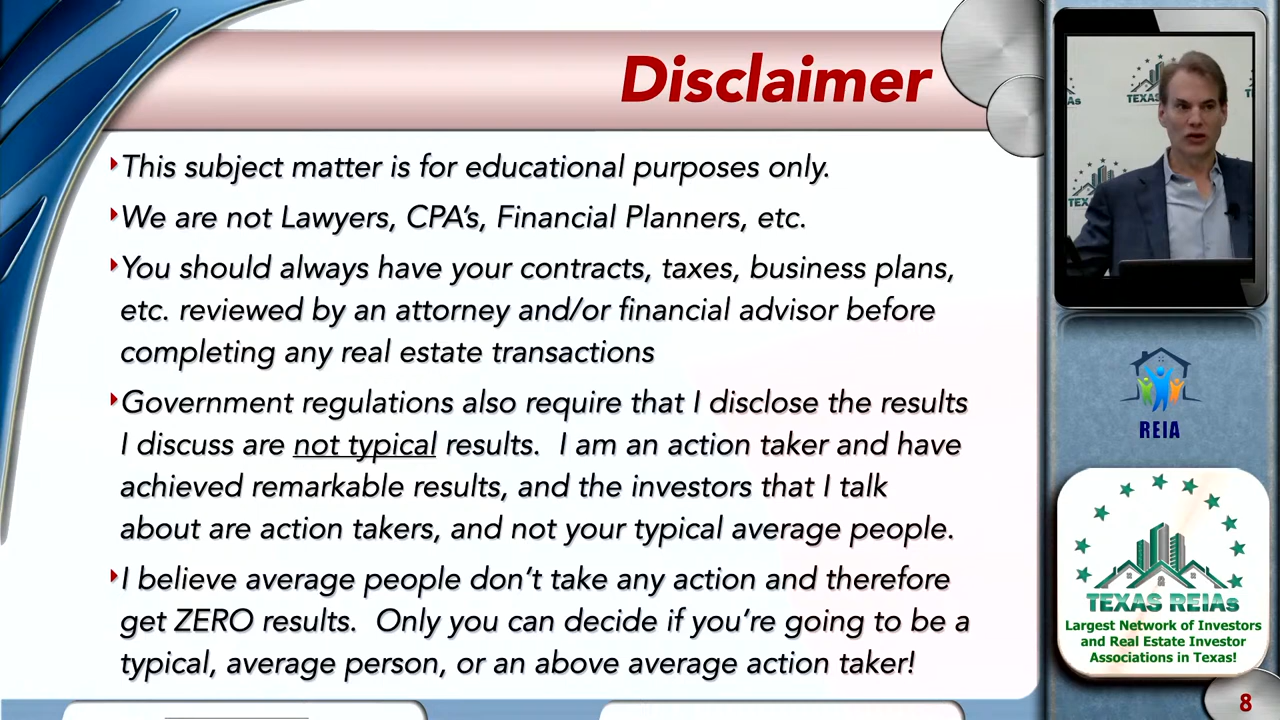 Disclaimer
This subject matter is for educational purposes only.
We are not Lawyers, CPA's, Financial Planners, etc.
You should always have your contracts, taxes, business plans,
etc. reviewed by an attorney and/or financial advisor before
completing any real estate transactions
Government regulations also require that I disclose the results
I discuss are not typical results. I am an action taker and have
achieved remarkable results, and the investors that I talk
about are action takers, and not your typical average people.
I believe average people don't take any action and therefore
get ZERO results. Only you can decide if you're going to be a
typical, average person, or an above average action taker!
As
TEXAS
TEX
REIA
TEXAS REIAs
Largest Network of Investors
and Real Estate Investor
Associations in Texas!
8